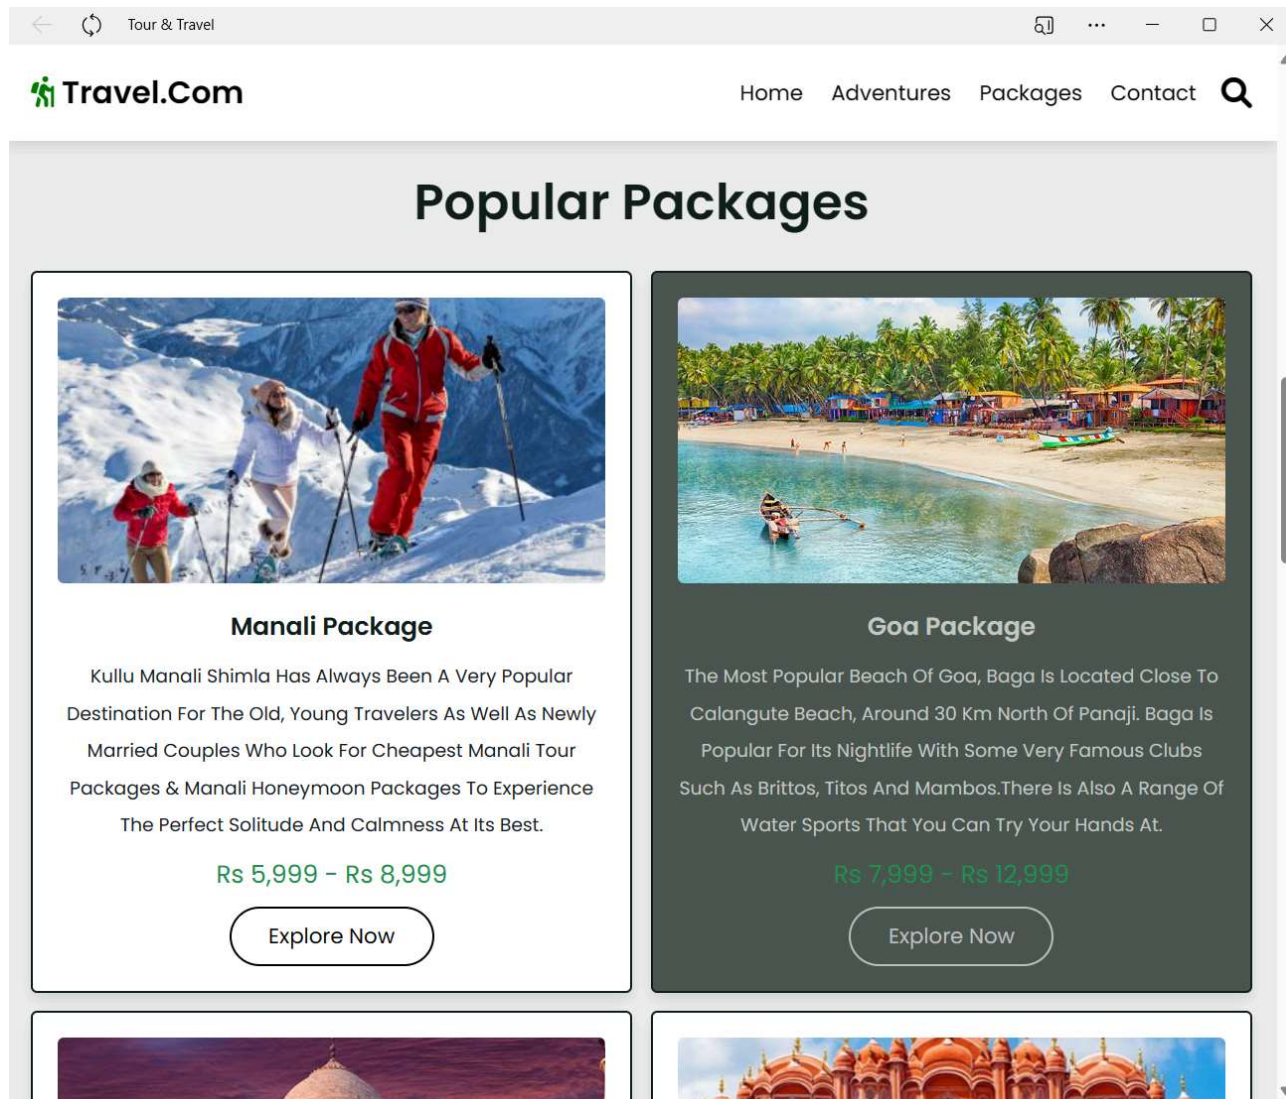 Tour & Travel
Travel.Com
Home Adventures Packages Contact
Popular Packages
Manali Package
Kullu Manali Shimla Has Always Been A Very Popular
Destination For The Old, Young Travelers As Well As Newly
Married Couples Who Look For Cheapest Manali Tour
Packages & Manali Honeymoon Packages To Experience
The Perfect Solitude And Calmness At Its Best.
Rs 5,999 - Rs 8,999
Explore Now
Goa Package
The Most Popular Beach Of Goa, Baga Is Located Close To
Calangute Beach, Around 30 Km North Of Panaji. Baga Is
Popular For Its Nightlife With Some Very Famous Clubs
Such As Brittos, Titos And Mambos.There Is Also A Range Of
Water Sports That You Can Try Your Hands At.
Rs 7,999 - Rs 12,999
Explore Now